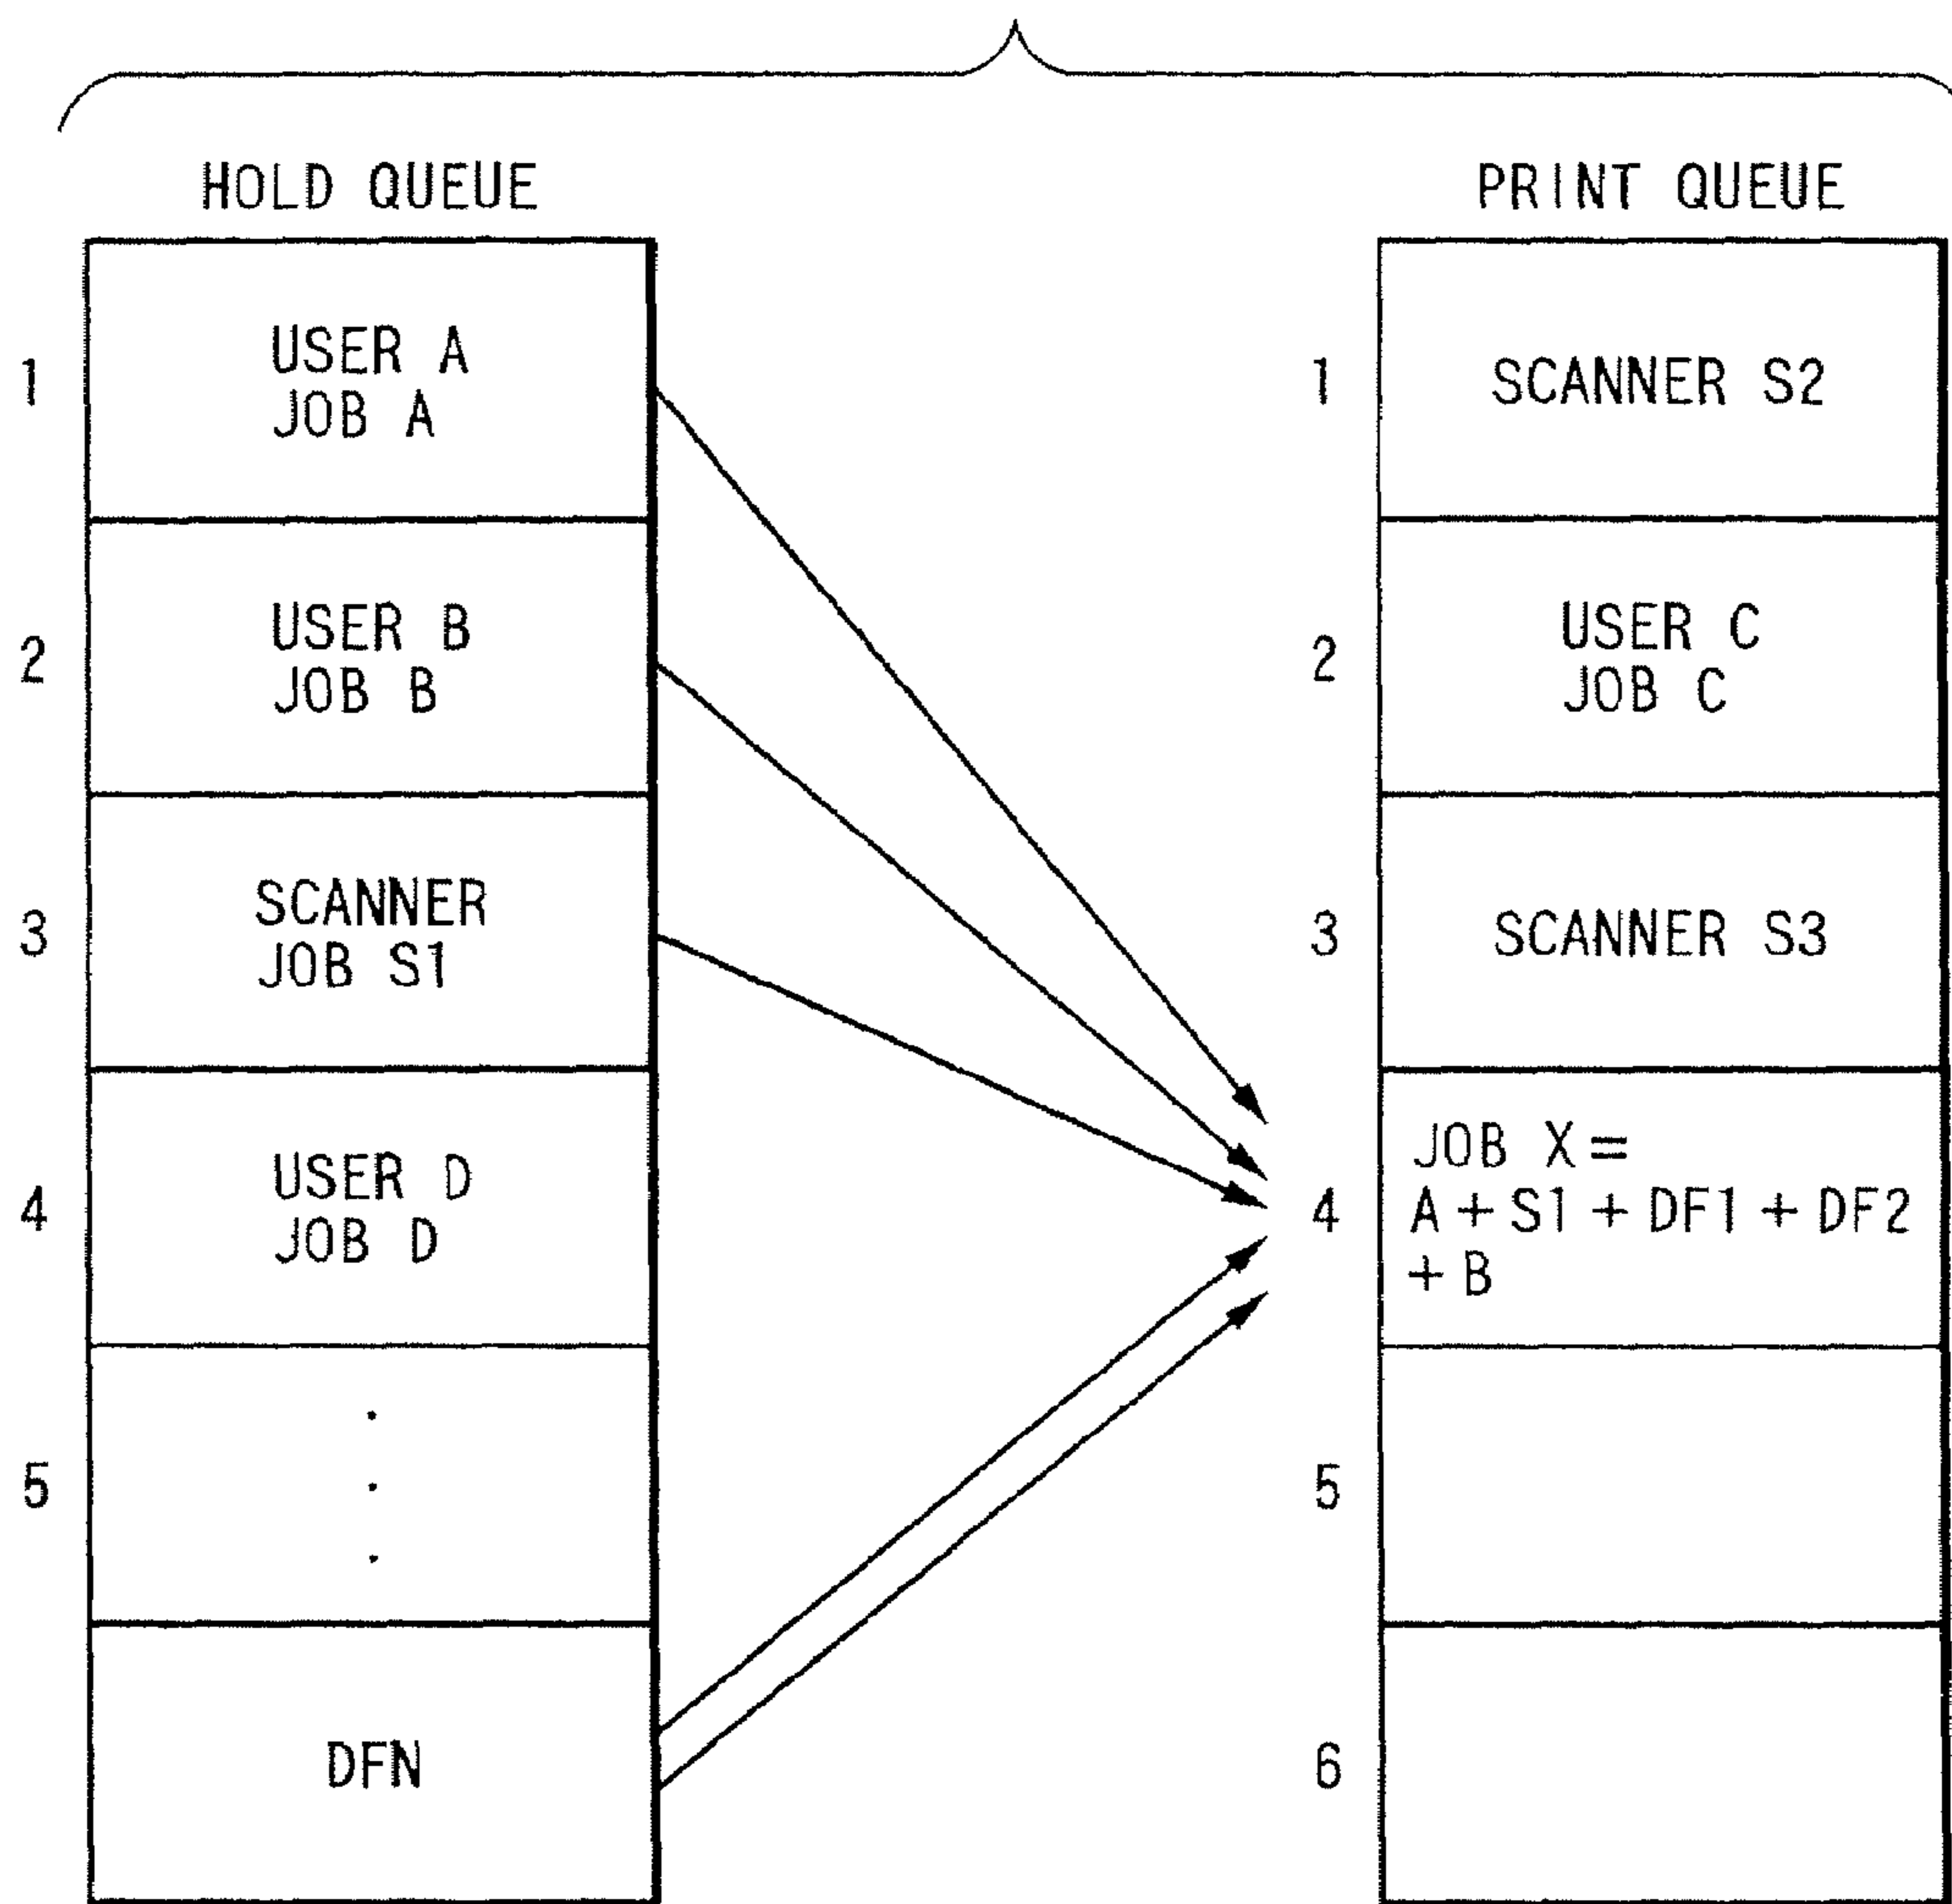 HOLD QUEUE
1
USER A
JOB A
2
USER B
JOB B
3
SCANNER
JOB S1
4
USER D
JOB D
5
.
.
.
DFN
PRINT QUEUE
1
SCANNER S2
2
USER C
JOB C
3
SCANNER S3
4
JOB X =
A + S1 + DF1 + DF2
+ B
5
6